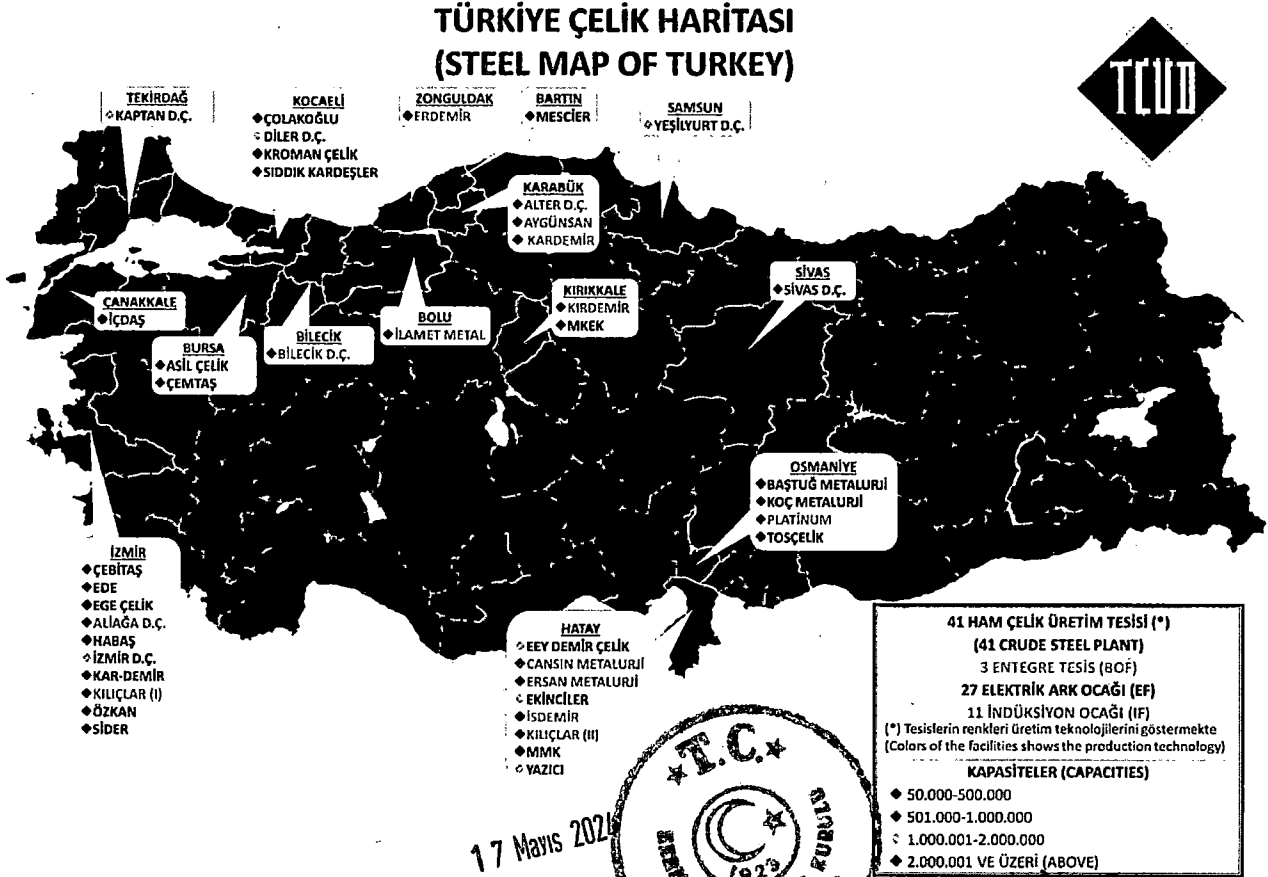 TÜRKİYE ÇELİK HARİTASI
(STEEL MAP OF TURKEY)
TÇÜD
TEKİRDAĞ
KAPTAN D.Ç.
KOCAELİ
ÇOLAKOĞLU
DİLER D.Ç.
KROMAN ÇELİK
SIDDIK KARDEŞLER
ZONGULDAK
ERDEMİR
BARTIN
MESCİER
SAMSUN
YEŞİLYURT D.Ç.
KARABÜK
ALTER D.Ç.
AYGÜNSAN
KARDEMİR
SİVAS
SİVAS D.Ç.
KIRIKKALE
KIRDEMİR
MKEK
ÇANAKKALE
İÇDAŞ
BURSA
ASİL ÇELİK
ÇEMTAŞ
BİLECİK
BİLECİK D.Ç.
BOLU
İLAMET METAL
OSMANİYE
BAŞTUĞ METALURJİ
KOÇ METALURJİ
PLATİNUM
TOSÇELİK
İZMİR
ÇEBİTAŞ
EDE
EGE ÇELİK
ALİAĞA D.Ç.
HABAŞ
İZMİR D.Ç.
KAR-DEMİR
KILIÇLAR (I)
ÖZKAN
SİDER
HATAY
EEY DEMİR ÇELİK
CANSIN METALURJİ
ERSAN METALURJİ
EKİNCİLER
İSDEMİR
KILIÇLAR (II)
MMK
YAZICI
41 HAM ÇELİK ÜRETİM TESİSİ (*)
(41 CRUDE STEEL PLANT)
3 ENTEGRE TESİS (BOF)
27 ELEKTRİK ARK OCAĞI (EF)
11 İNDÜKSİYON OCAĞI (IF)
(*) Tesislerin renkleri üretim teknolojilerini göstermekte
(Colors of the facilities shows the production technology)
KAPASİTELER (CAPACITIES)
50.000-500.000
501.000-1.000.000
1.000.001-2.000.000
2.000.001 VE ÜZERİ (ABOVE)
17 Mayıs 2024
T.C.
1923
KURULU